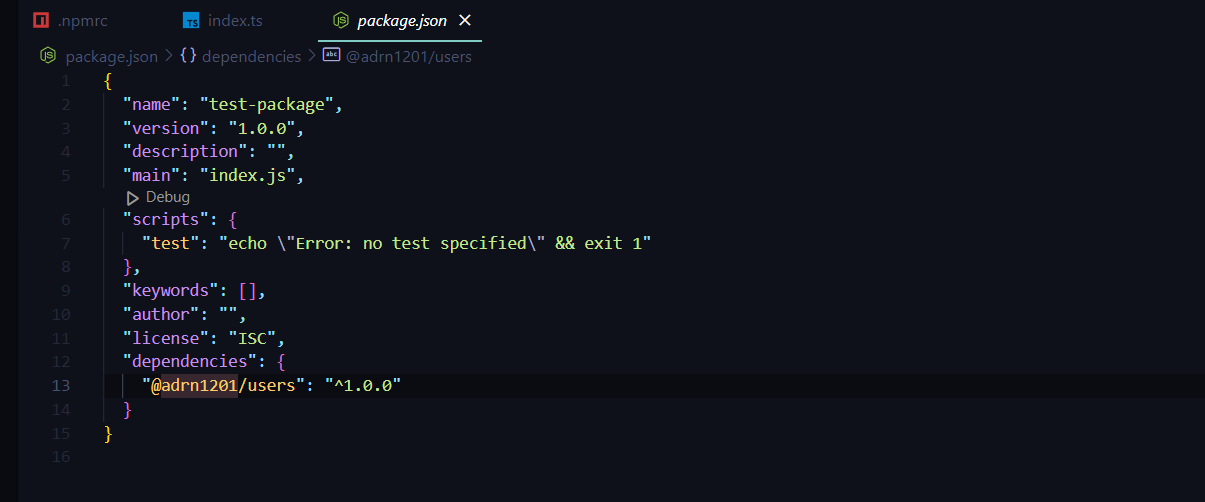 .npmrc TS index.ts JS package.json
JS package.json > {} dependencies > abc @adrn1201/users
1 {
2 "name": "test-package",
3 "version": "1.0.0",
4 "description": "",
5 "main": "index.js",
Debug
6 "scripts": {
7 "test": "echo \"Error: no test specified\" && exit 1"
8 },
9 "keywords": [],
10 "author": "",
11 "license": "ISC",
12 "dependencies": {
13 "@adrn1201/users": "^1.0.0"
14 }
15 }
16